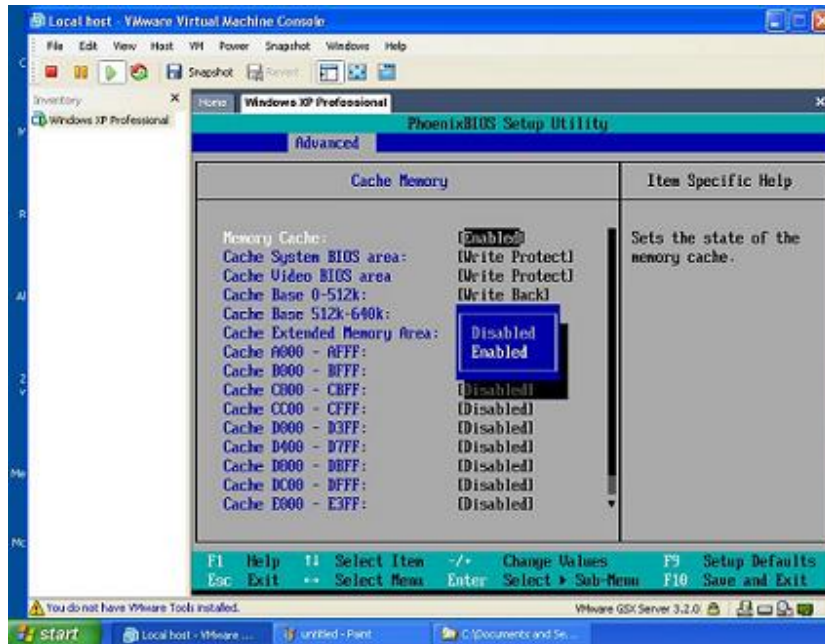 Local host - VMware Virtual Machine Console
File Edit View Host VM Power Snapshot Windows Help
Snapshot Revert
Inventory
Windows XP Professional
Home Windows XP Professional
PhoenixBIOS Setup Utility
Advanced
Cache Memory
Item Specific Help
Memory Cache: [Enabled]
Cache System BIOS area: [Write Protect]
Cache Video BIOS area [Write Protect]
Cache Base 0-512k: [Write Back]
Cache Base 512k-640k:
Cache Extended Memory Area:
Cache A000 - AFFF:
Cache B000 - BFFF:
Cache C800 - CBFF: [Disabled]
Cache CC00 - CFFF: [Disabled]
Cache D000 - D3FF: [Disabled]
Cache D400 - D7FF: [Disabled]
Cache D800 - DBFF: [Disabled]
Cache DC00 - DFFF: [Disabled]
Cache E000 - E3FF: [Disabled]
Disabled
Enabled
Sets the state of the
memory cache.
F1 Help ↑↓ Select Item -/+ Change Values F9 Setup Defaults
Esc Exit ↔ Select Menu Enter Select ▶ Sub-Menu F10 Save and Exit
You do not have VMware Tools installed.
VMware GSX Server 3.2.0
start
Local host - VMware ...
untitled - Paint
C:\Documents and Se...